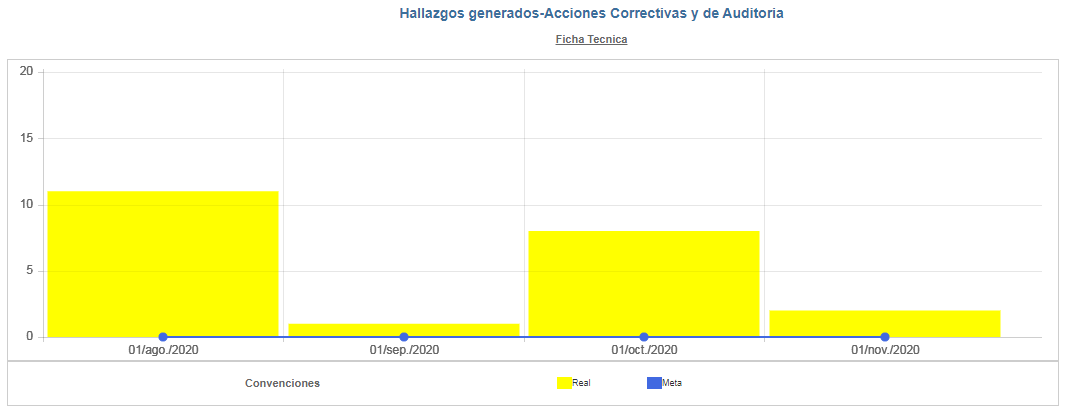 Hallazgos generados-Acciones Correctivas y de Auditoria
Ficha Tecnica
20
15
10
5
0
01/ago./2020 01/sep./2020 01/oct./2020 01/nov./2020
Convenciones Real Meta